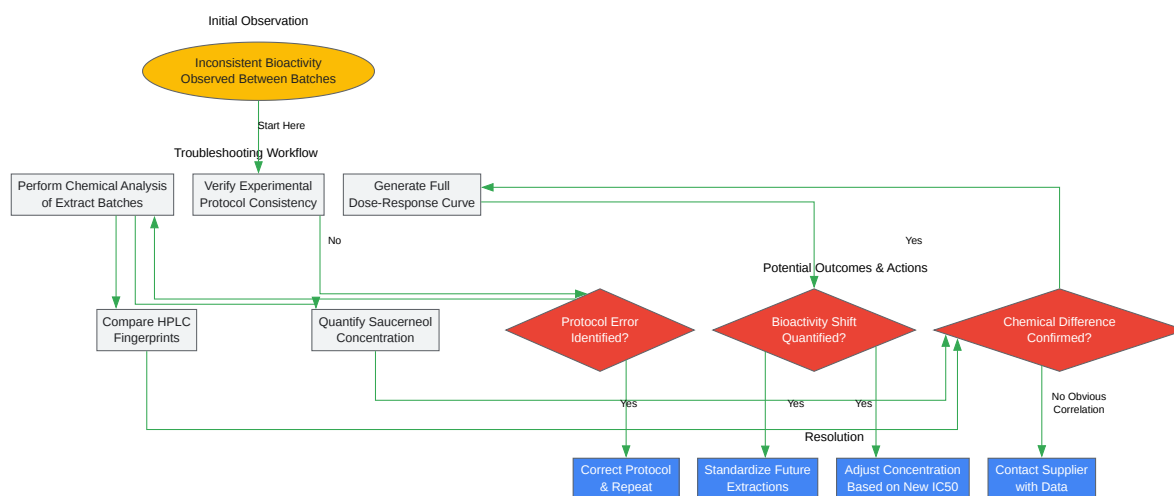 Initial Observation
Inconsistent Bioactivity
Observed Between Batches
Start Here
Troubleshooting Workflow
Perform Chemical Analysis
of Extract Batches
Verify Experimental
Protocol Consistency
Generate Full
Dose-Response Curve
No
Yes
Potential Outcomes & Actions
Compare HPLC
Fingerprints
Quantify Saucerneol
Concentration
Protocol Error
Identified?
Bioactivity Shift
Quantified?
Chemical Difference
Confirmed?
Yes
Yes
Yes
No Obvious
Correlation
Resolution
Correct Protocol
& Repeat
Standardize Future
Extractions
Adjust Concentration
Based on New IC50
Contact Supplier
with Data